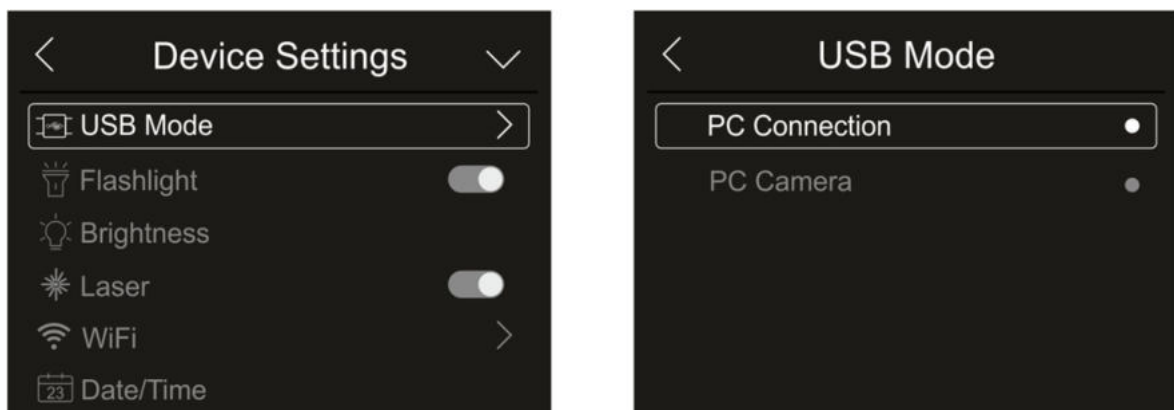 Device Settings
USB Mode
Flashlight
Brightness
Laser
WiFi
23 Date/Time
USB Mode
PC Connection
PC Camera